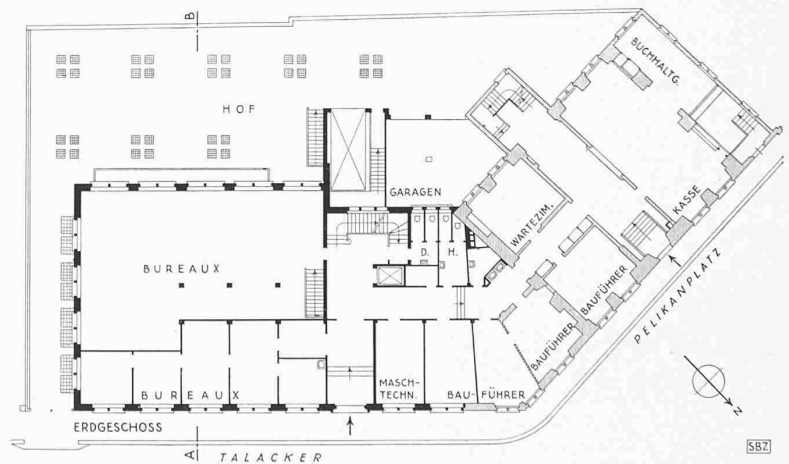 B
HOF
BUCHHALTG.
GARAGEN
WARTEZIM.
KASSE
D.
H.
BUREAUX
BAUFÜHRER
BAUFÜHRER
PELIKANPLATZ
BUREAUX
MASCH-
TECHN.
BAU-FÜHRER
N
ERDGESCHOSS
A
TALACKER
SBZ